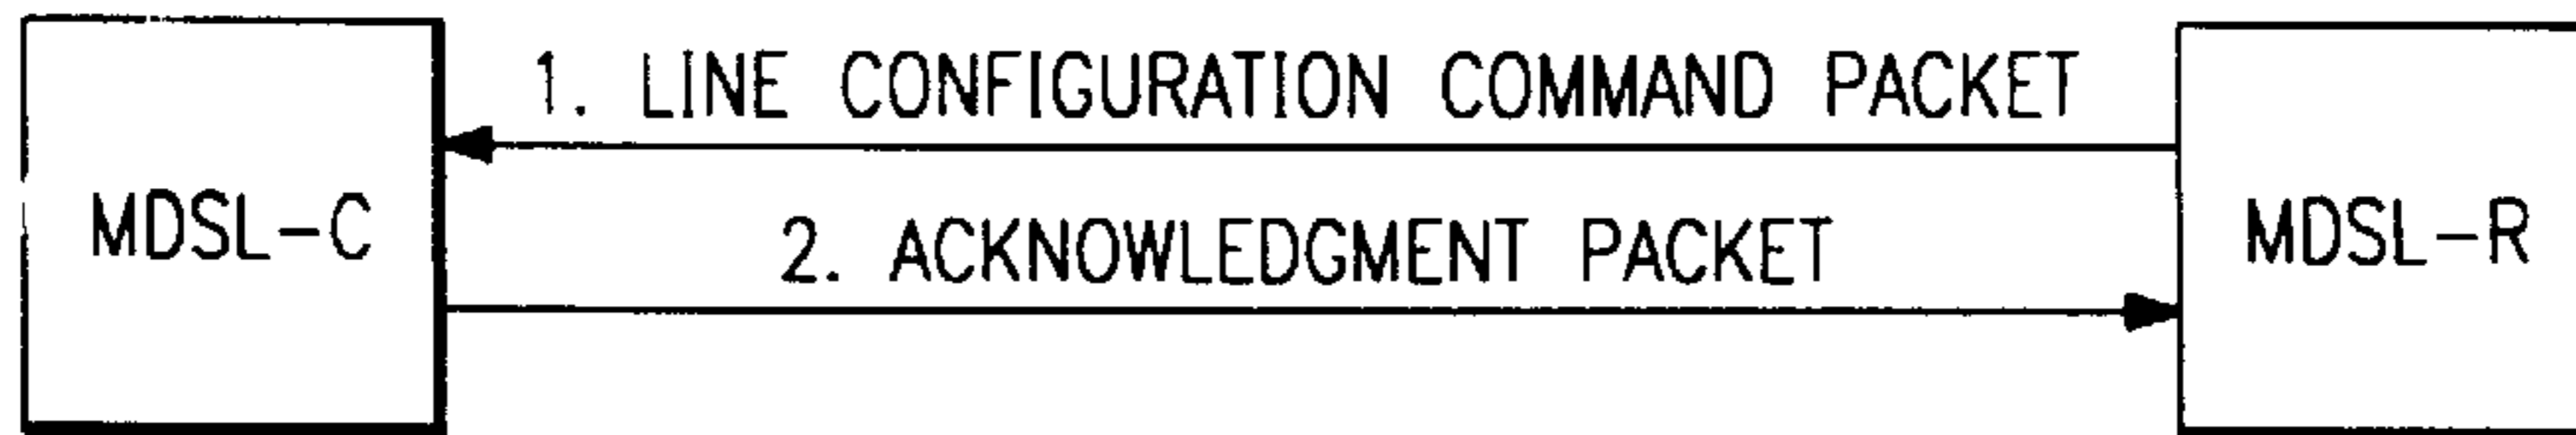 1. LINE CONFIGURATION COMMAND PACKET
MDSL-C
2. ACKNOWLEDGMENT PACKET
MDSL-R